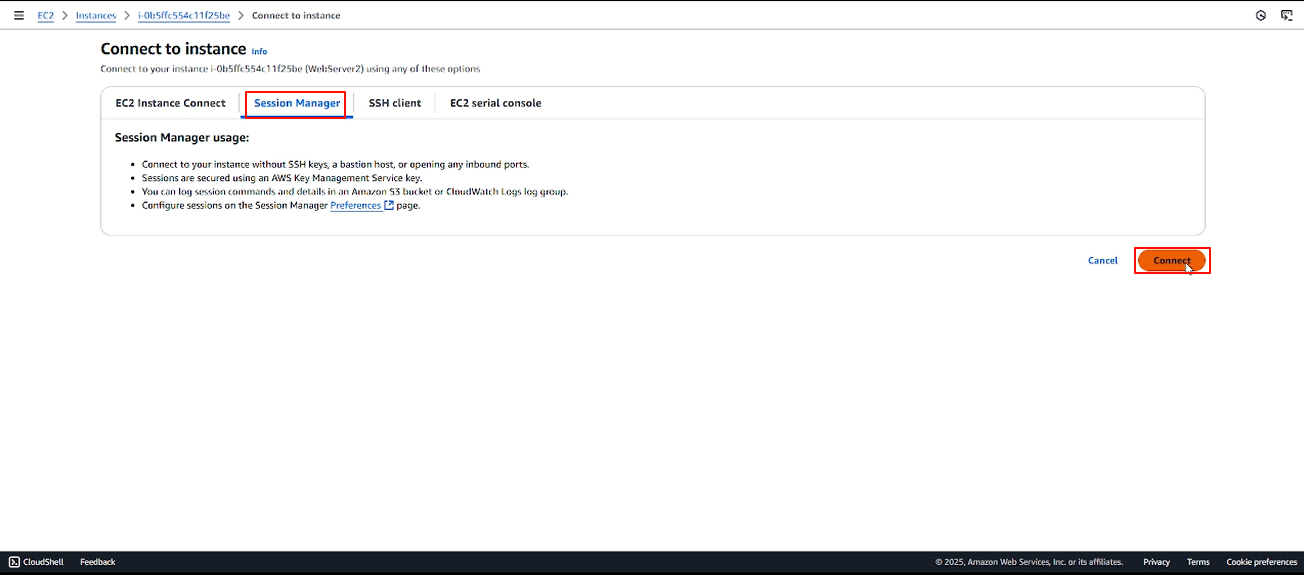 EC2 > Instances > i-0b5ffc554c11f25be > Connect to instance
Connect to instance Info
Connect to your instance i-0b5ffc554c11f25be (WebServer2) using any of these options
EC2 Instance Connect Session Manager SSH client EC2 serial console
Session Manager usage:
• Connect to your instance without SSH keys, a bastion host, or opening any inbound ports.
• Sessions are secured using an AWS Key Management Service key.
• You can log session commands and details in an Amazon S3 bucket or CloudWatch Logs log group.
• Configure sessions on the Session Manager Preferences page.
Cancel Connect
CloudShell Feedback © 2025, Amazon Web Services, Inc. or its affiliates. Privacy Terms Cookie preferences